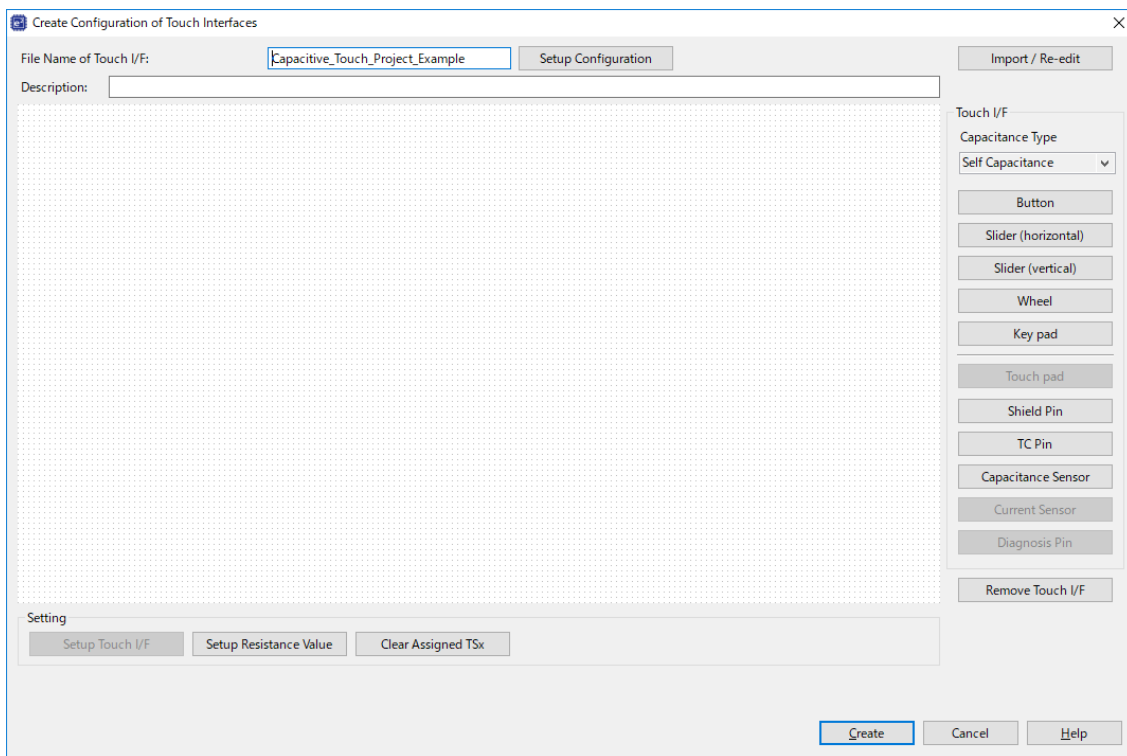 Create Configuration of Touch Interfaces
File Name of Touch I/F: Capacitive_Touch_Project_Example Setup Configuration Import / Re-edit
Description:
Touch I/F
Capacitance Type
Self Capacitance
Button
Slider (horizontal)
Slider (vertical)
Wheel
Key pad
Touch pad
Shield Pin
TC Pin
Capacitance Sensor
Current Sensor
Diagnosis Pin
Remove Touch I/F
Setting
Setup Touch I/F Setup Resistance Value Clear Assigned TSx
Create Cancel Help